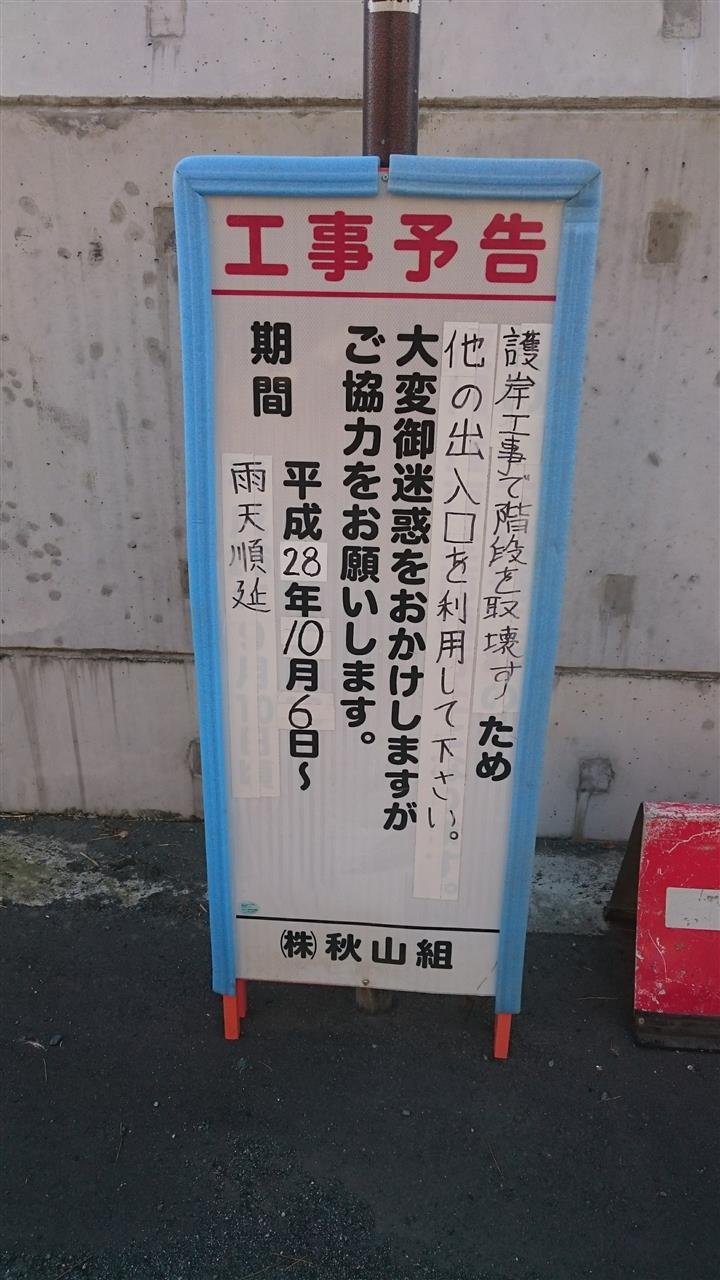 工事予告
護岸工事で階段を取壊す ため
他の出入口を利用して下さい。
大変御迷惑をおかけしますが
ご協力をお願いします。
期間
平成28年10月6日~
雨天順延
㈱秋山組